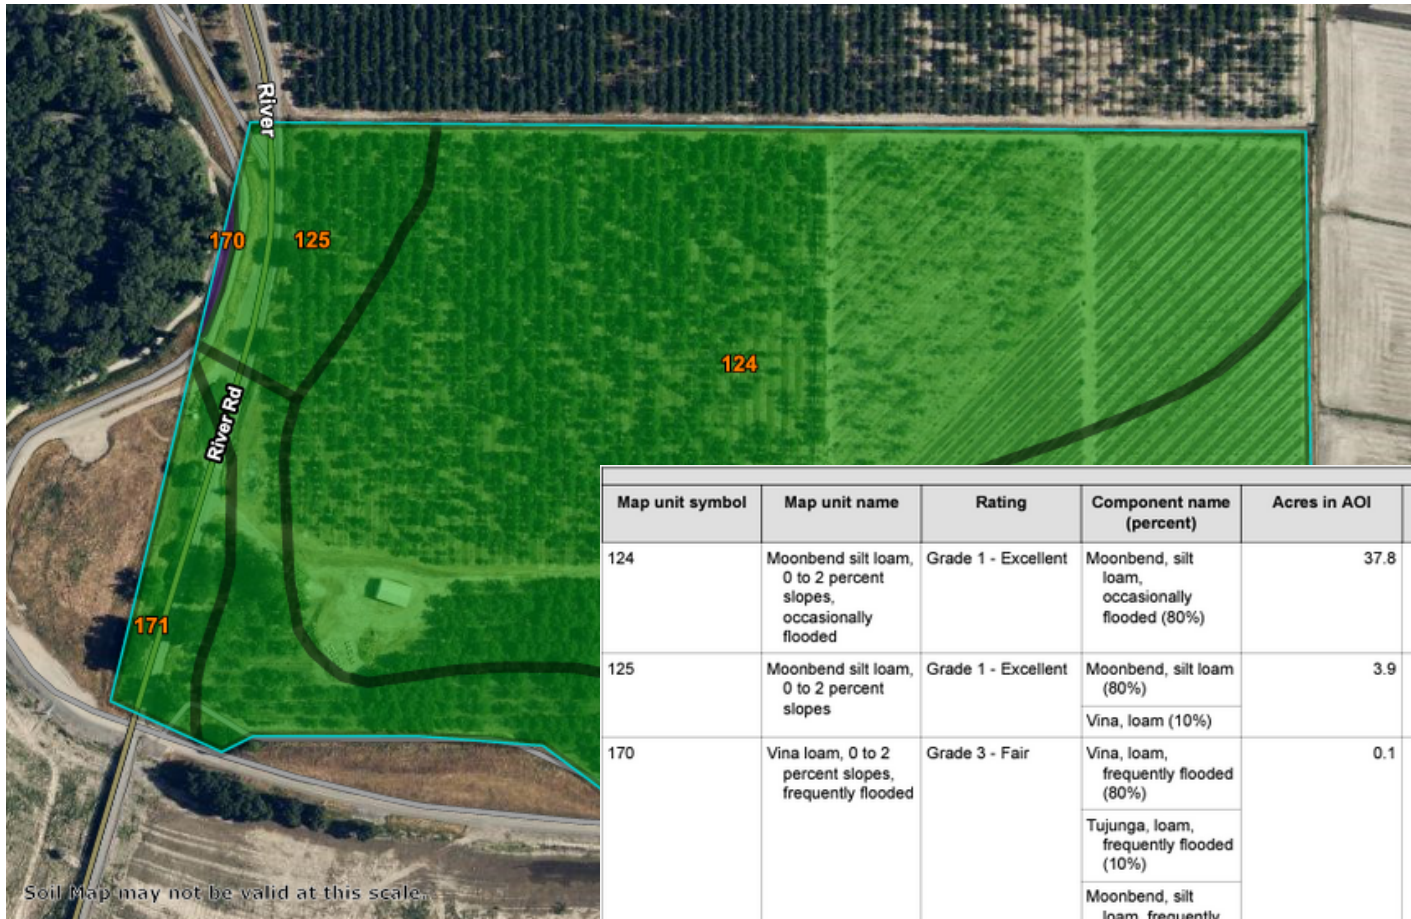 River
170
125
124
River Rd
171
Soil Map may not be valid at this scale.
Map unit symbol
Map unit name
Rating
Component name
(percent)
Acres in AOI
124
Moonbend silt loam,
0 to 2 percent
slopes,
occasionally
flooded
Grade 1 - Excellent
Moonbend, silt
loam,
occasionally
flooded (80%)
37.8
125
Moonbend silt loam,
0 to 2 percent
slopes
Grade 1 - Excellent
Moonbend, silt loam
(80%)
Vina, loam (10%)
3.9
170
Vina loam, 0 to 2
percent slopes,
frequently flooded
Grade 3 - Fair
Vina, loam,
frequently flooded
(80%)
Tujunga, loam,
frequently flooded
(10%)
Moonbend, silt
loam, frequently
0.1